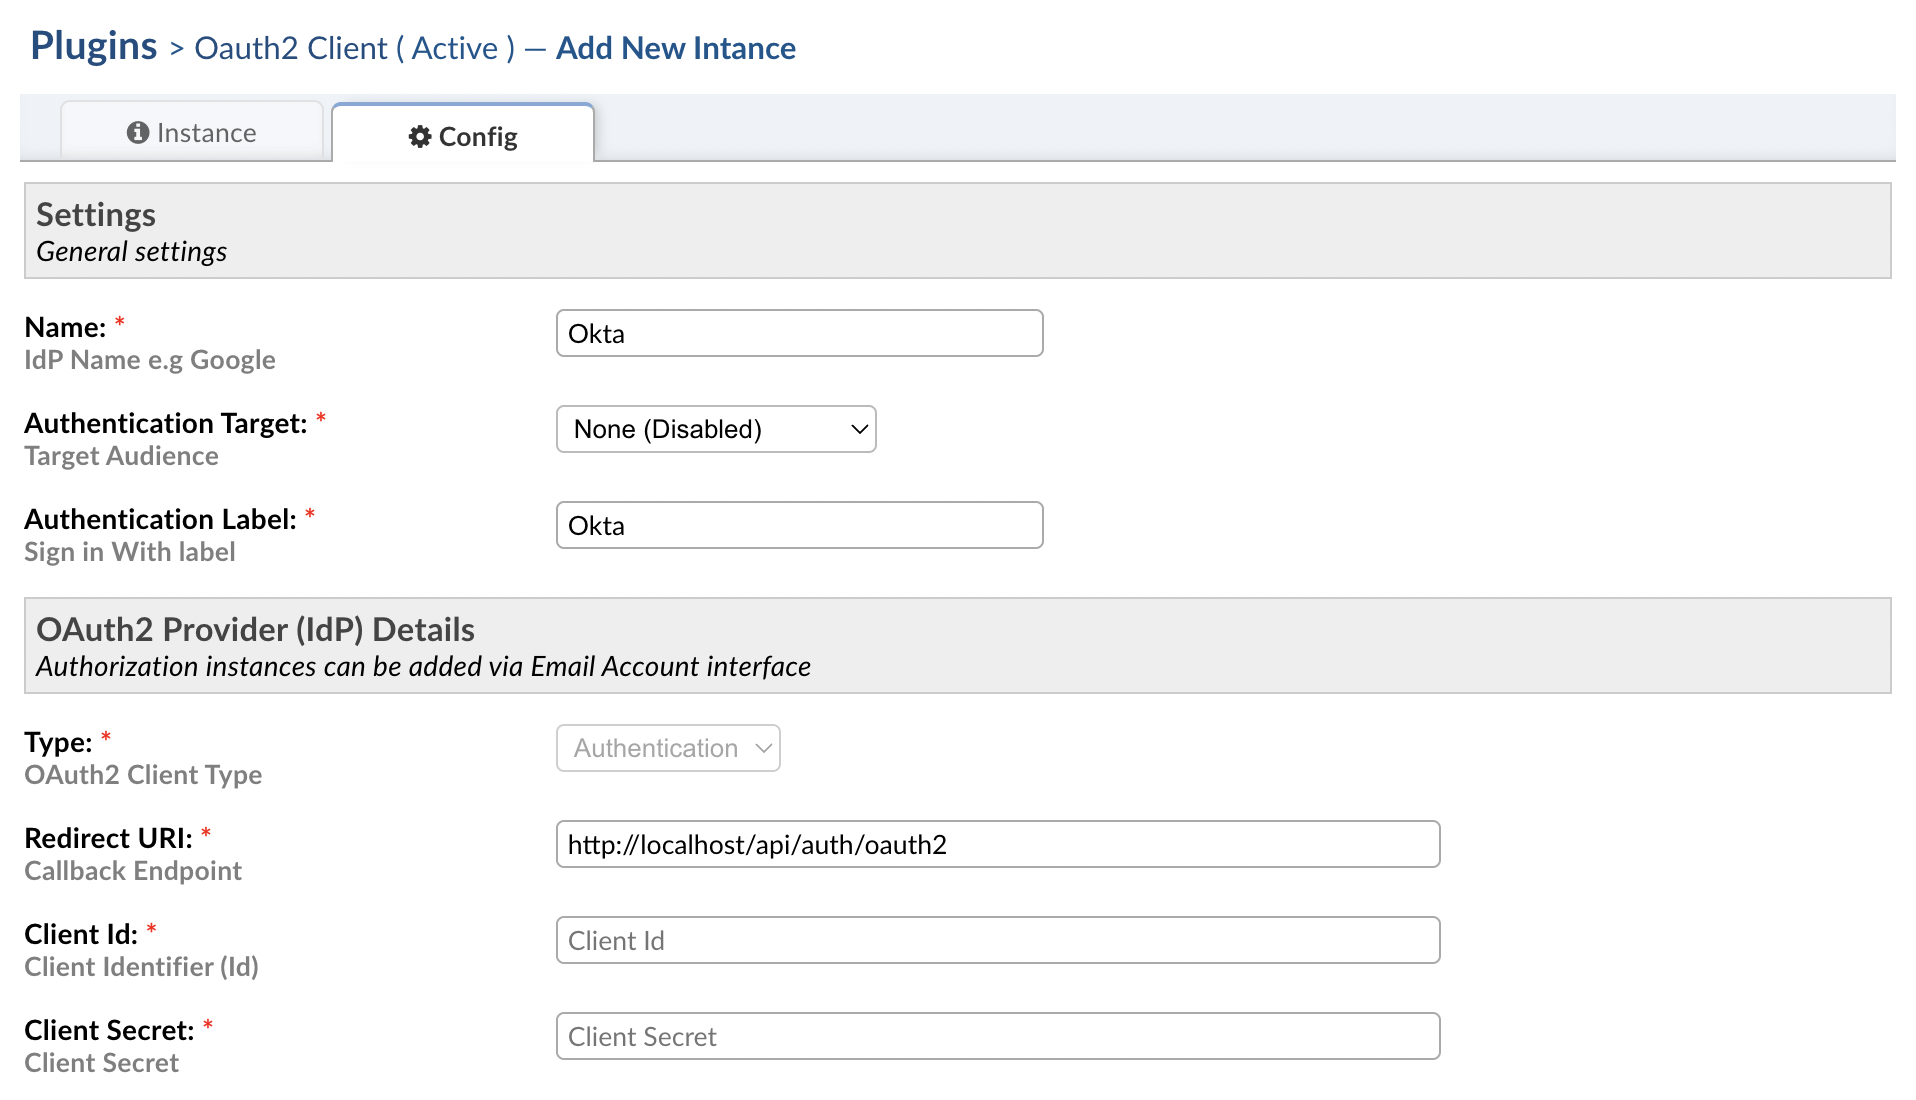 Plugins > Oauth2 Client ( Active ) — Add New Intance
Instance
Config
Settings
General settings
Name: *
IdP Name e.g Google
Okta
Authentication Target: *
Target Audience
None (Disabled)
Authentication Label: *
Sign in With label
Okta
OAuth2 Provider (IdP) Details
Authorization instances can be added via Email Account interface
Type: *
OAuth2 Client Type
Authentication
Redirect URI: *
Callback Endpoint
http://localhost/api/auth/oauth2
Client Id: *
Client Identifier (Id)
Client Id
Client Secret: *
Client Secret
Client Secret